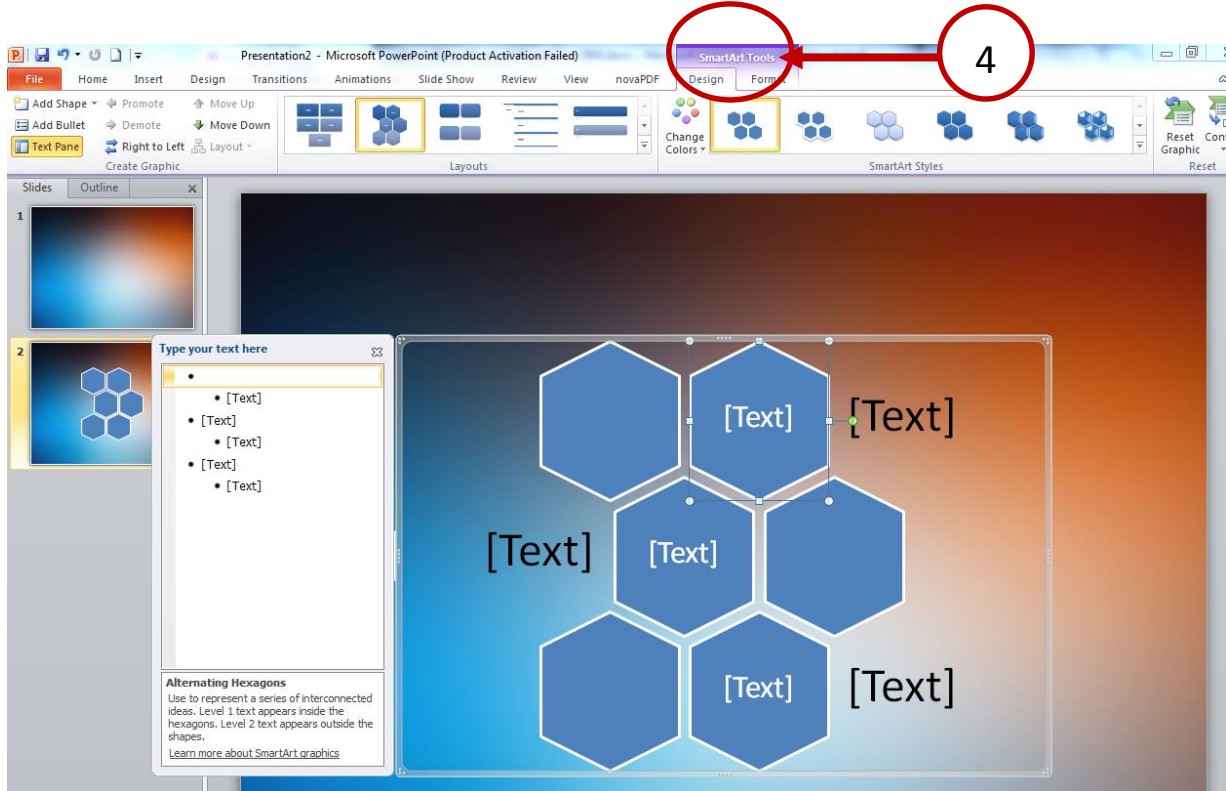 4
Presentation2 - Microsoft PowerPoint (Product Activation Failed)
SmartArt Tools
File Home Insert Design Transitions Animations Slide Show Review View novaPDF Design Format
Add Shape Promote Move Up
Add Bullet Demote Move Down
Text Pane Right to Left Layout
Create Graphic
Layouts
Change
Colors
SmartArt Styles
Reset
Graphic
Reset
Slides Outline
1
2
Type your text here
[Text]
[Text]
[Text]
[Text]
[Text]
Alternating Hexagons
Use to represent a series of interconnected
ideas. Level 1 text appears inside the
hexagons. Level 2 text appears outside the
shapes.
Learn more about SmartArt graphics
[Text] [Text]
[Text] [Text]
[Text] [Text]